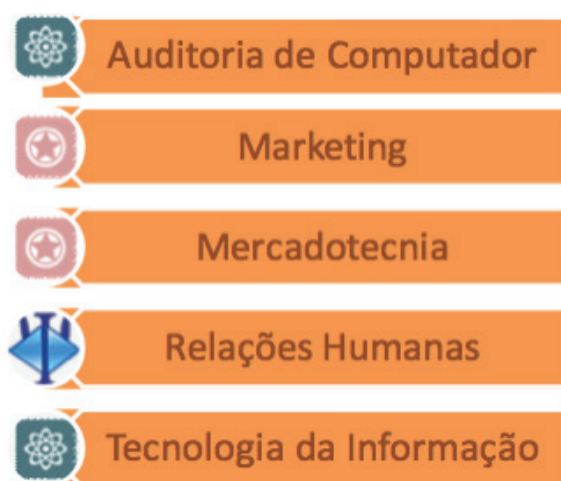 Auditoria de Computador
Marketing
Mercadotecnia
Relações Humanas
Tecnologia da Informação